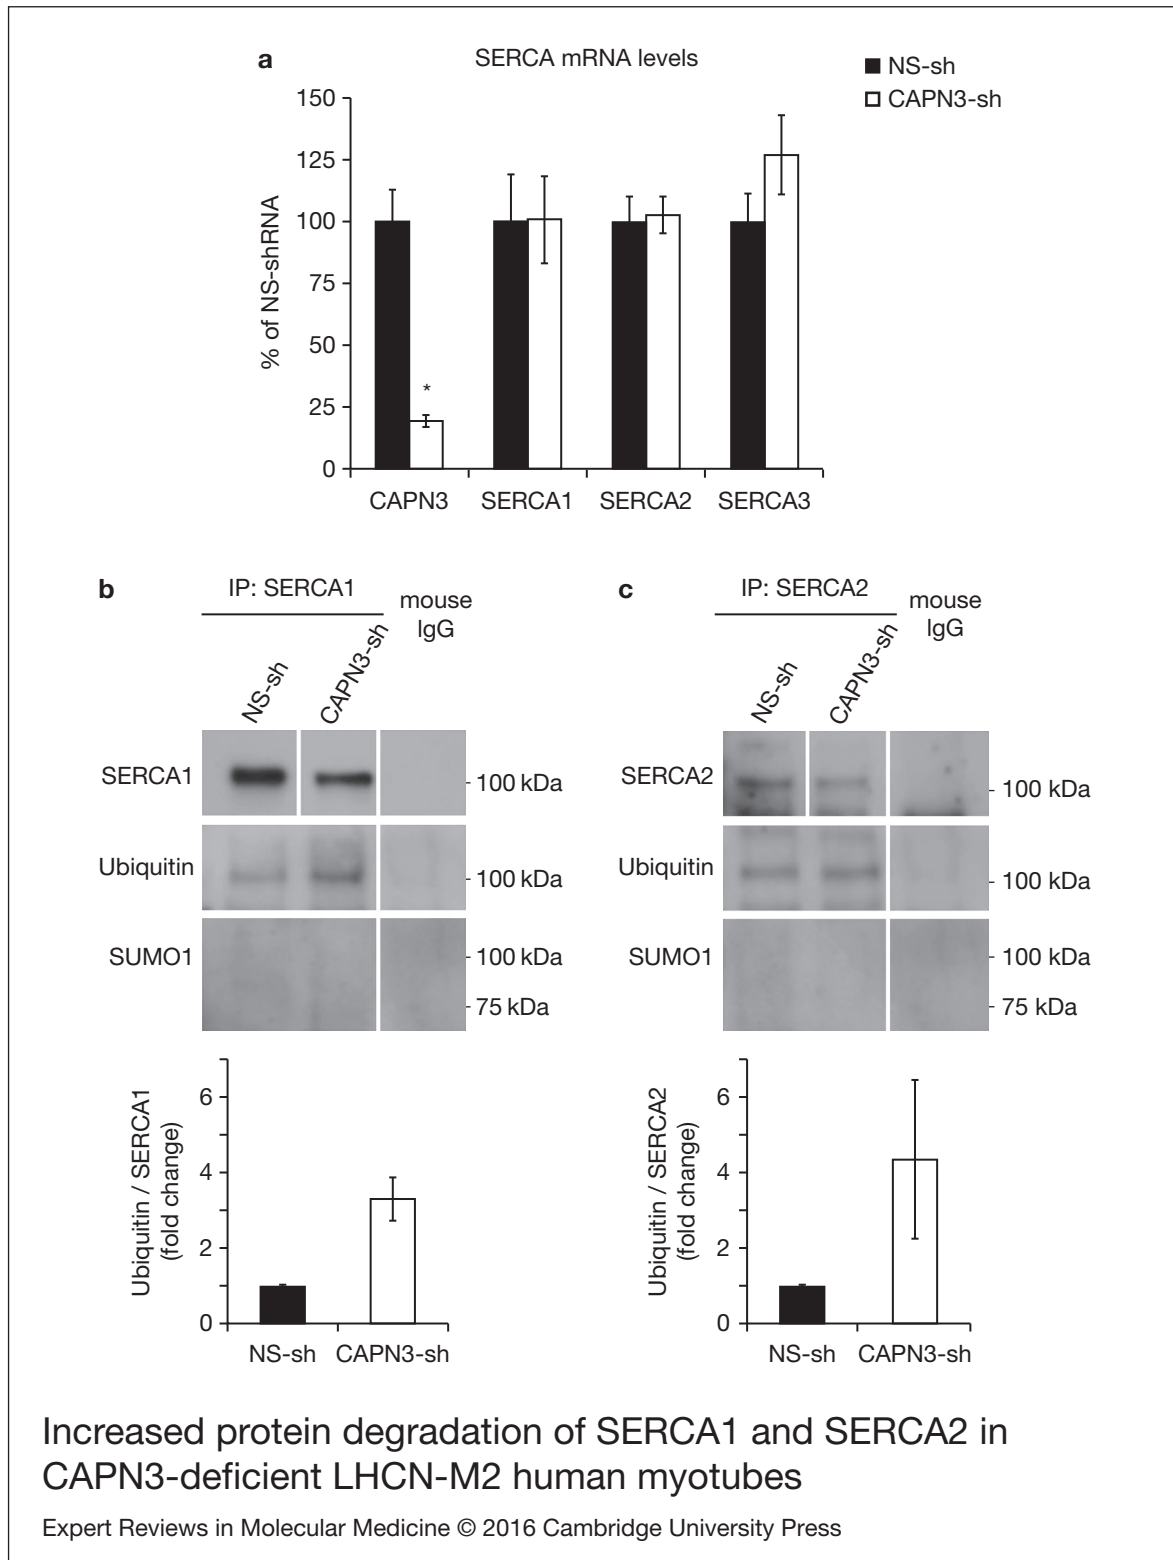 a
SERCA mRNA levels
NS-sh
CAPN3-sh
150
125
100
75
50
25
0
% of NS-shRNA
*
CAPN3 SERCA1 SERCA2 SERCA3
b
IP: SERCA1
mouse
IgG
NS-sh
CAPN3-sh
SERCA1
100 kDa
Ubiquitin
100 kDa
SUMO1
100 kDa
75 kDa
Ubiquitin / SERCA1
(fold change)
6
4
2
0
NS-sh CAPN3-sh
c
IP: SERCA2
mouse
IgG
NS-sh
CAPN3-sh
SERCA2
100 kDa
Ubiquitin
100 kDa
SUMO1
100 kDa
75 kDa
Ubiquitin / SERCA2
(fold change)
6
4
2
0
NS-sh CAPN3-sh
Increased protein degradation of SERCA1 and SERCA2 in
CAPN3-deficient LHCN-M2 human myotubes
Expert Reviews in Molecular Medicine © 2016 Cambridge University Press